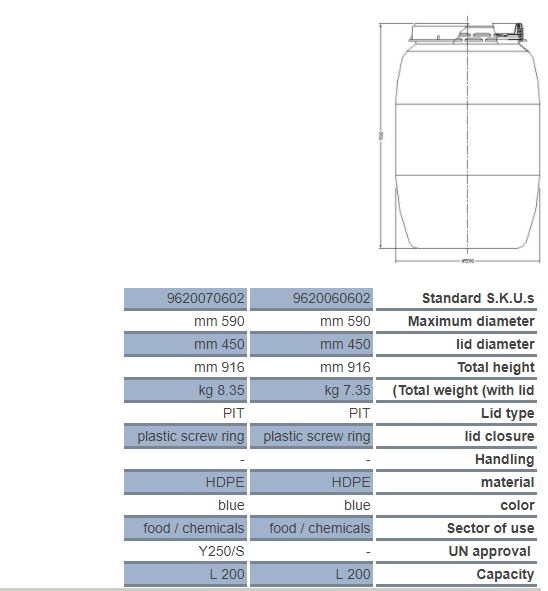 ø590
9620070602 9620060602 Standard S.K.U.s
mm 590 mm 590 Maximum diameter
mm 450 mm 450 lid diameter
mm 916 mm 916 Total height
kg 8.35 kg 7.35 (Total weight (with lid
PIT PIT Lid type
plastic screw ring plastic screw ring lid closure
- - Handling
HDPE HDPE material
blue blue color
food / chemicals food / chemicals Sector of use
Y250/S - UN approval
L 200 L 200 Capacity